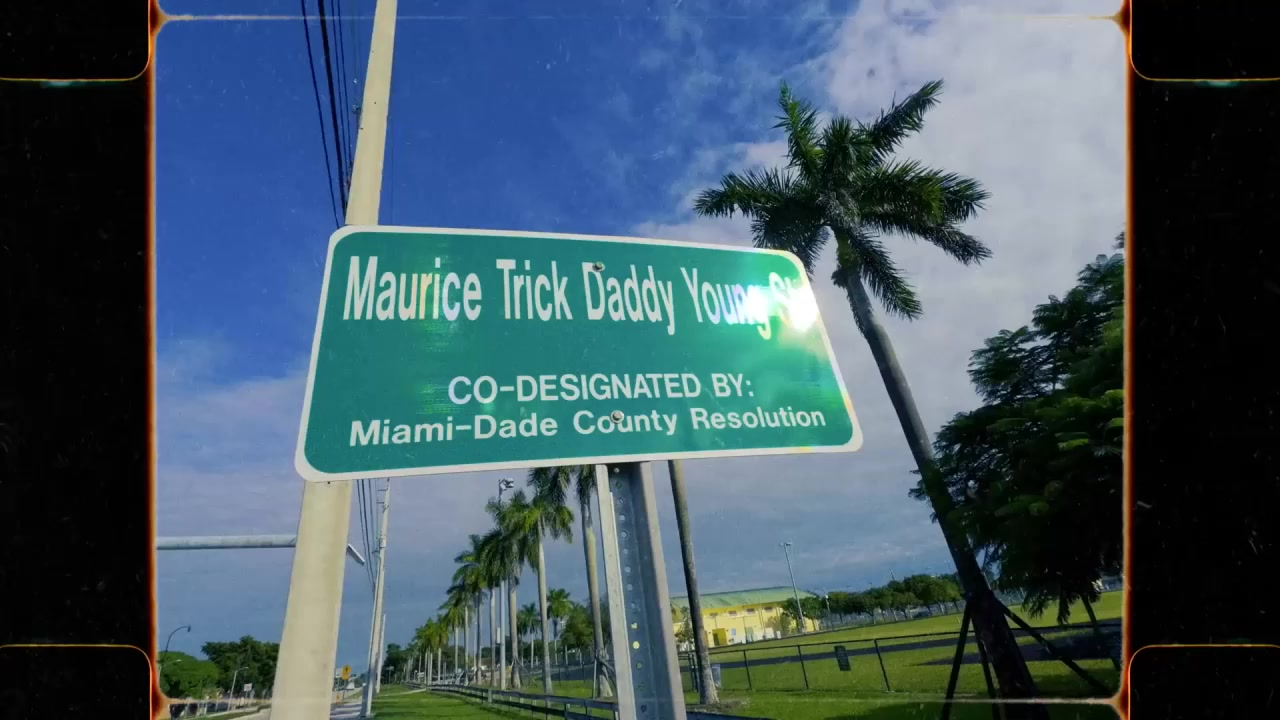 Maurice Trick Daddy Young
CO-DESIGNATED BY:
Miami-Dade County Resolution